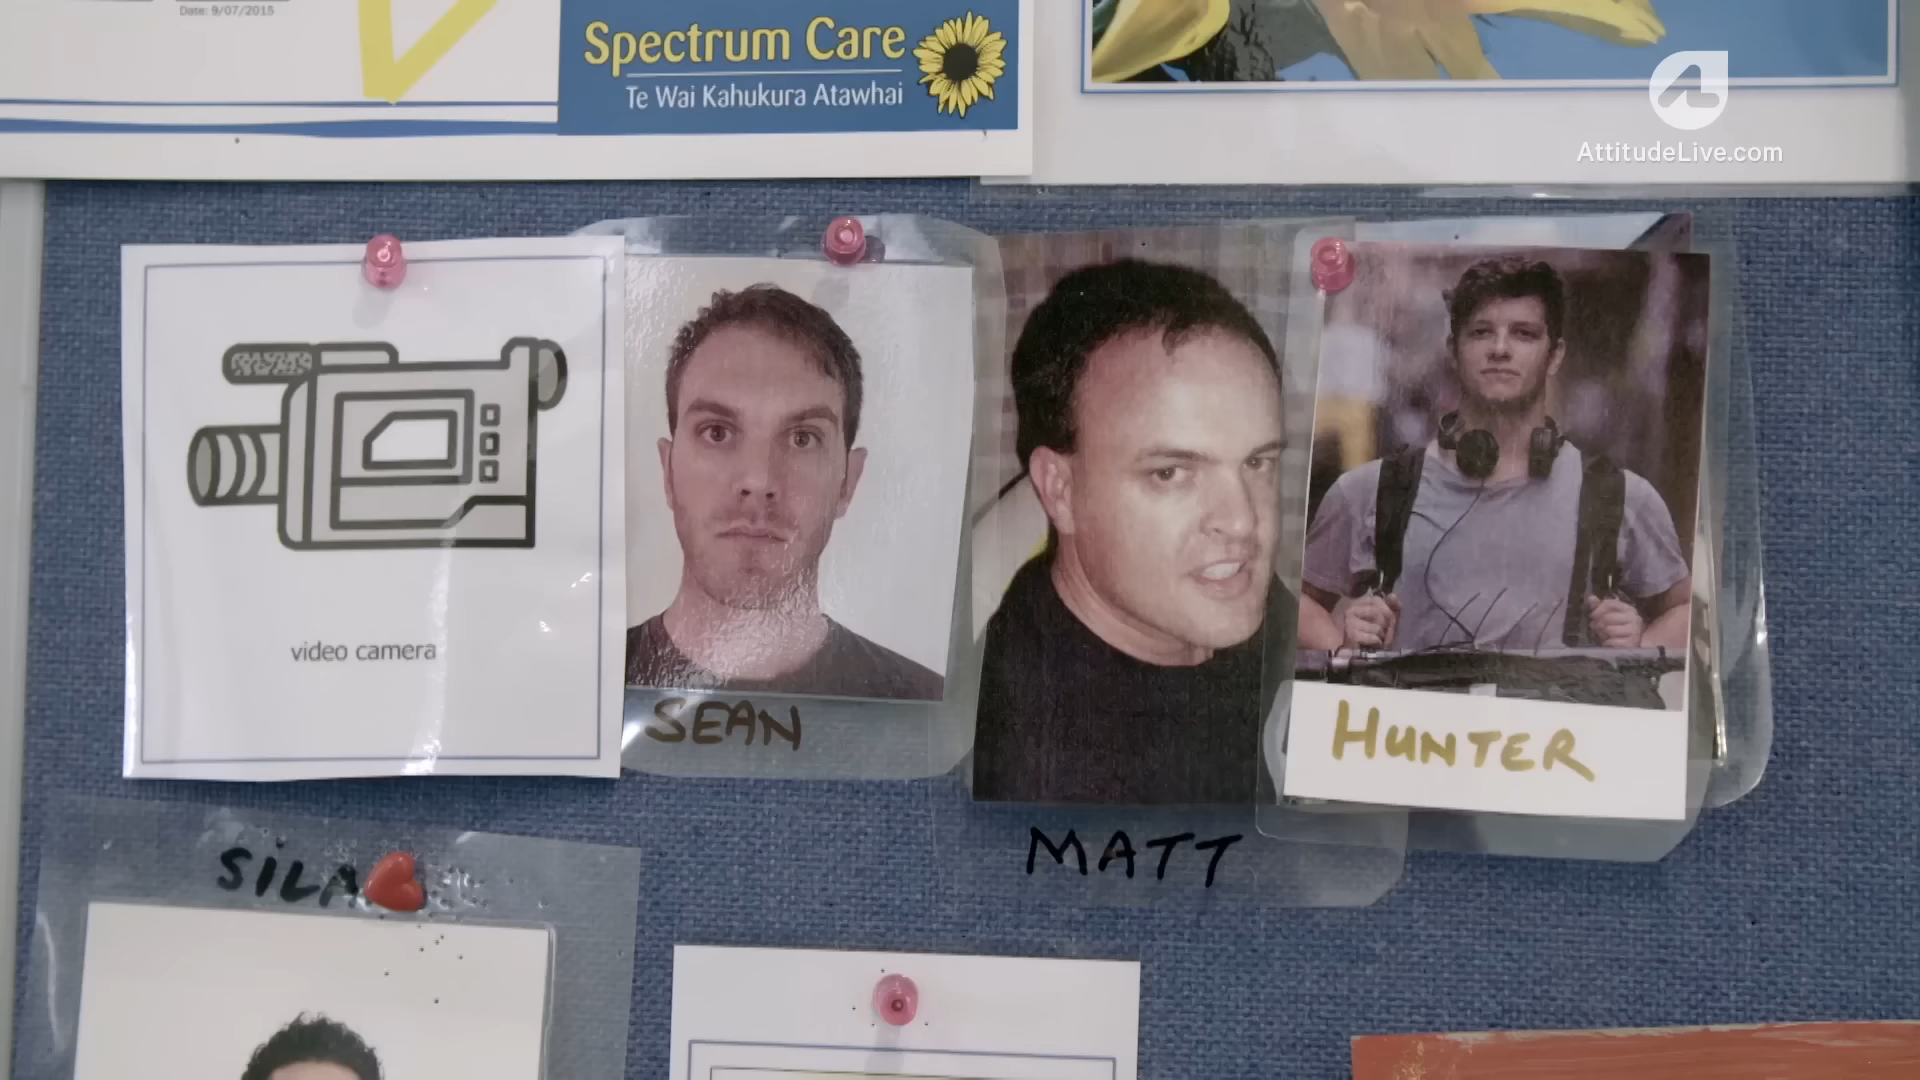 Date: 9/07/2015
Spectrum Care
Te Wai Kahukura Atawhai
AttitudeLive.com
video camera
SEAN
MATT
HUNTER
SILA